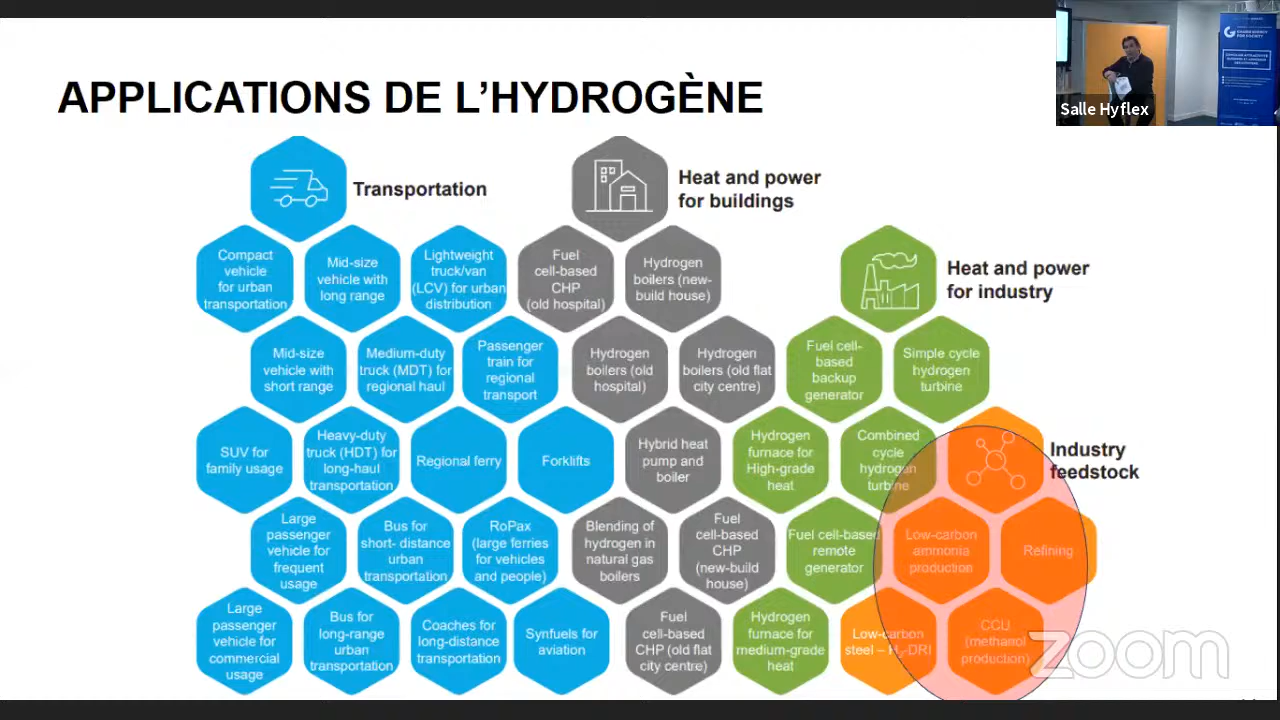 APPLICATIONS DE L'HYDROGÈNE
Salle Hyflex
Transportation
Heat and power
for buildings
Heat and power
for industry
Industry
feedstock
Compact
vehicle
for urban
transportation
Mid-size
vehicle with
long range
Lightweight
truck/van
(LCV) for urban
distribution
Fuel
cell-based
CHP
(old hospital)
Hydrogen
boilers (new-
build house)
Mid-size
vehicle with
short range
Medium-duty
truck (MDT) for
regional haul
Passenger
train for
regional
transport
Hydrogen
boilers (old
hospital)
Hydrogen
boilers (old flat
city centre)
Fuel cell-
based
backup
generator
Simple cycle
hydrogen
turbine
SUV for
family usage
Heavy-duty
truck (HDT) for
long-haul
transportation
Regional ferry
Forklifts
Hybrid heat
pump and
boiler
Hydrogen
furnace for
High-grade
heat
Combined
cycle
hydrogen
turbine
Large
passenger
vehicle for
frequent
usage
Bus for
short- distance
urban
transportation
RoPax
(large ferries
for vehicles
and people)
Blending of
hydrogen in
natural gas
boilers
Fuel
cell-based
CHP
(new-build
house)
Fuel cell-based
remote
generator
Low-carbon
ammonia
production
Refining
Large
passenger
vehicle for
commercial
usage
Bus for
long-range
urban
transportation
Coaches for
long-distance
transportation
Synfuels for
aviation
Fuel
cell-based
CHP (old flat
city centre)
Hydrogen
furnace for
medium-grade
heat
Low-carbon
steel – H₂-DRI
CCU
(methanol
production)
zoom